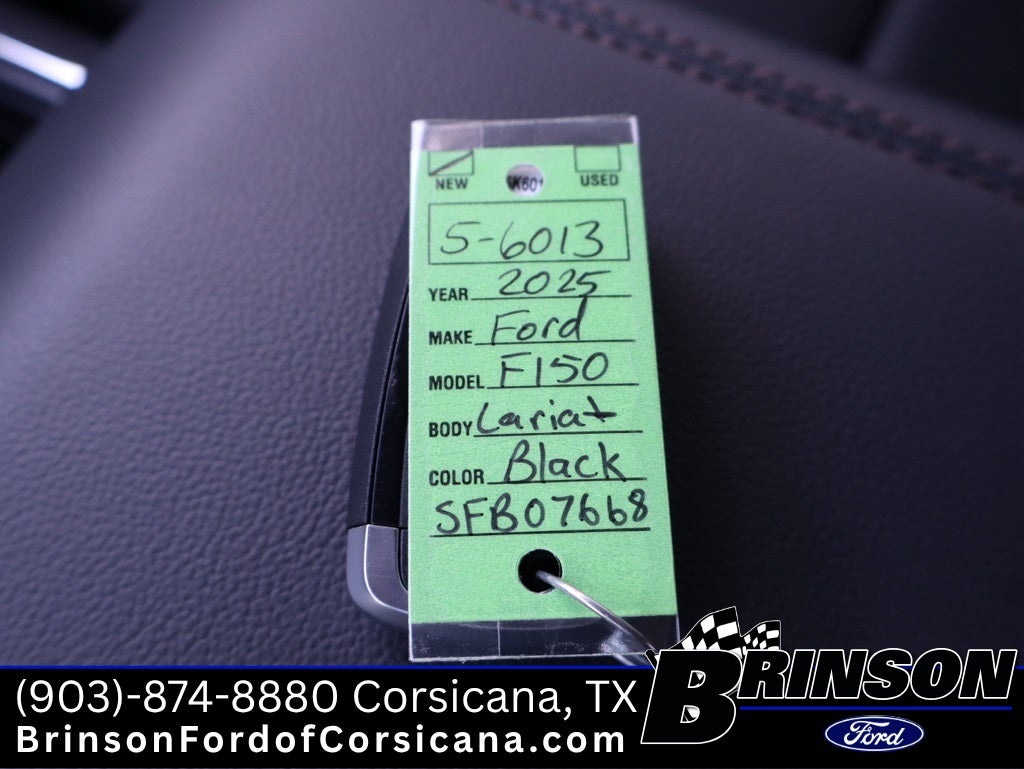 NEW USED
5-6013
YEAR 2025
MAKE Ford
MODEL F150
BODY Lariat
COLOR Black
SFB07668
(903)-874-8880 Corsicana, TX
BrinsonFordofCorsicana.com
BRINSON
Ford